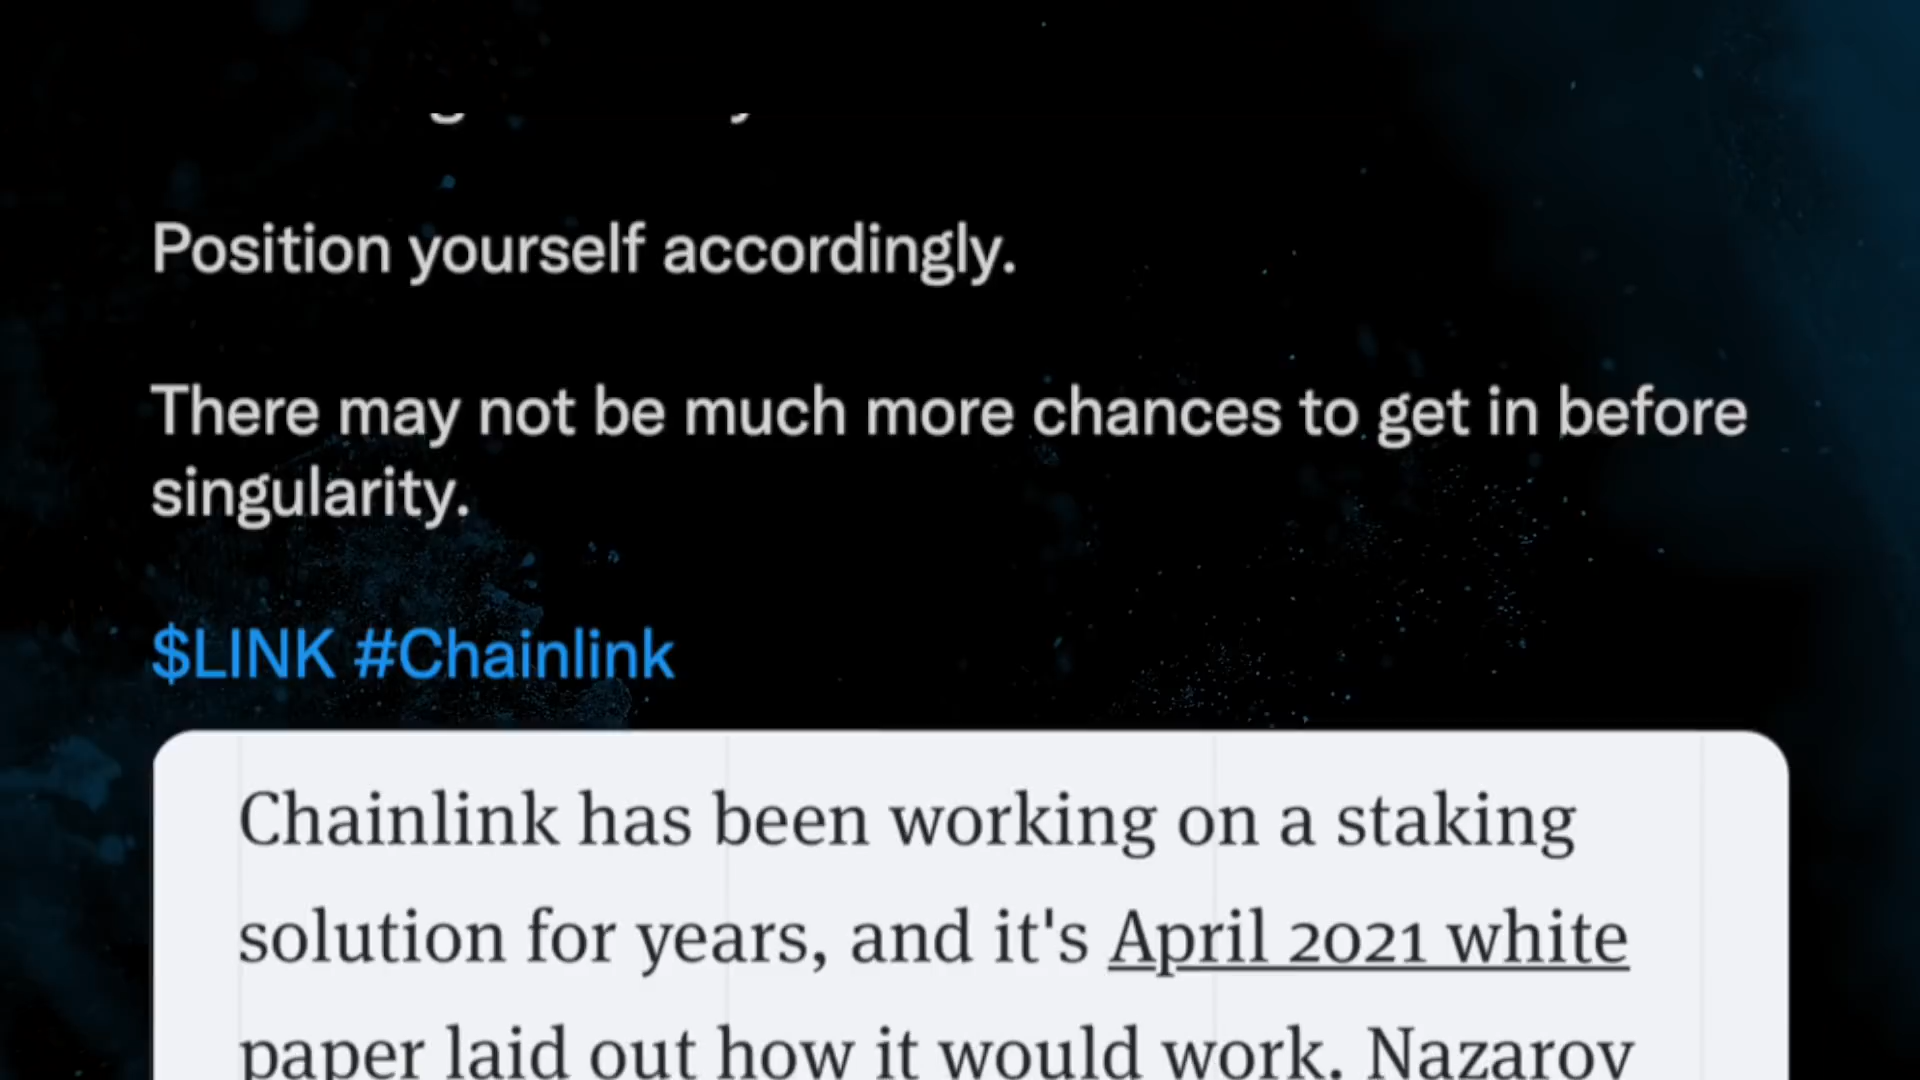 Position yourself accordingly.
There may not be much more chances to get in before
singularity.
$LINK #Chainlink
Chainlink has been working on a staking
solution for years, and it's April 2021 white
paper laid out how it would work. Nazarov